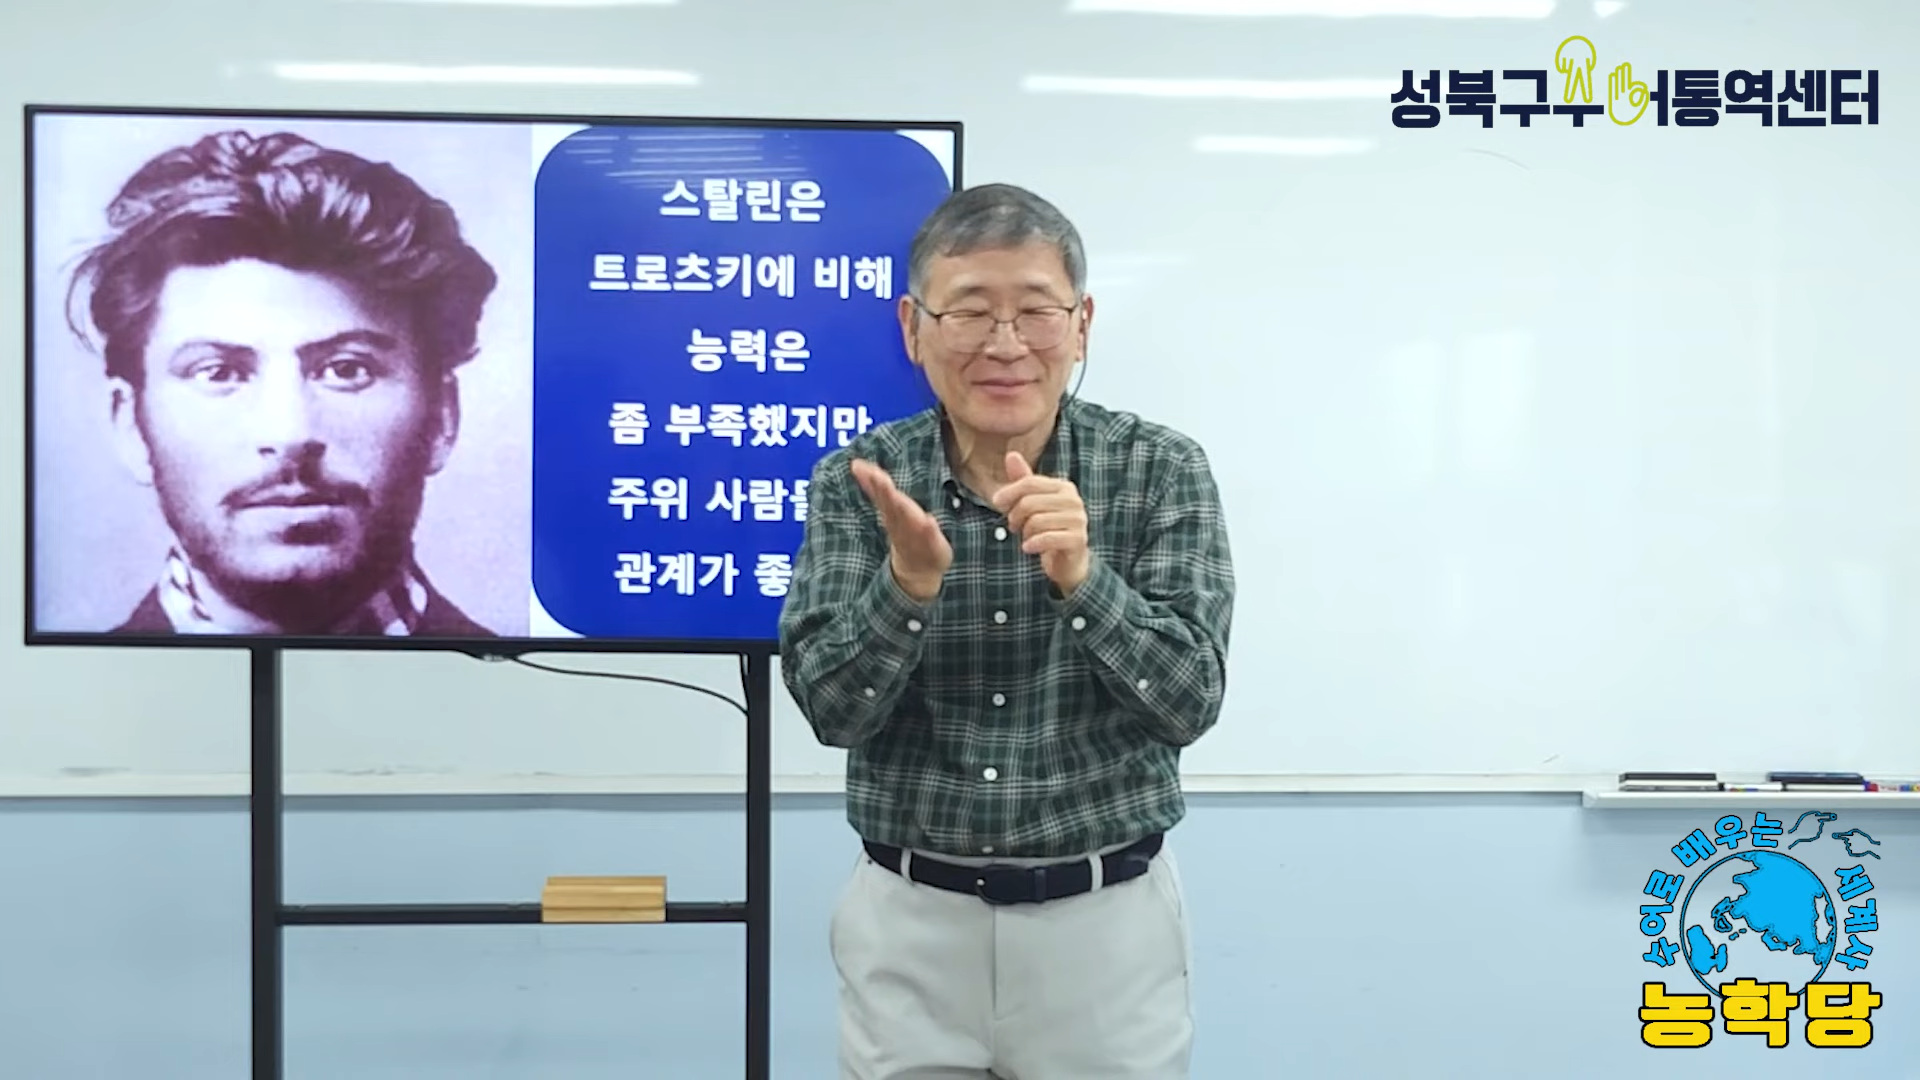 성북구수어통역센터
스탈린은
트로츠키에 비해
능력은
좀 부족했지만
주위 사람들
관계가 좋
수어로 배우는 세계사
농학당